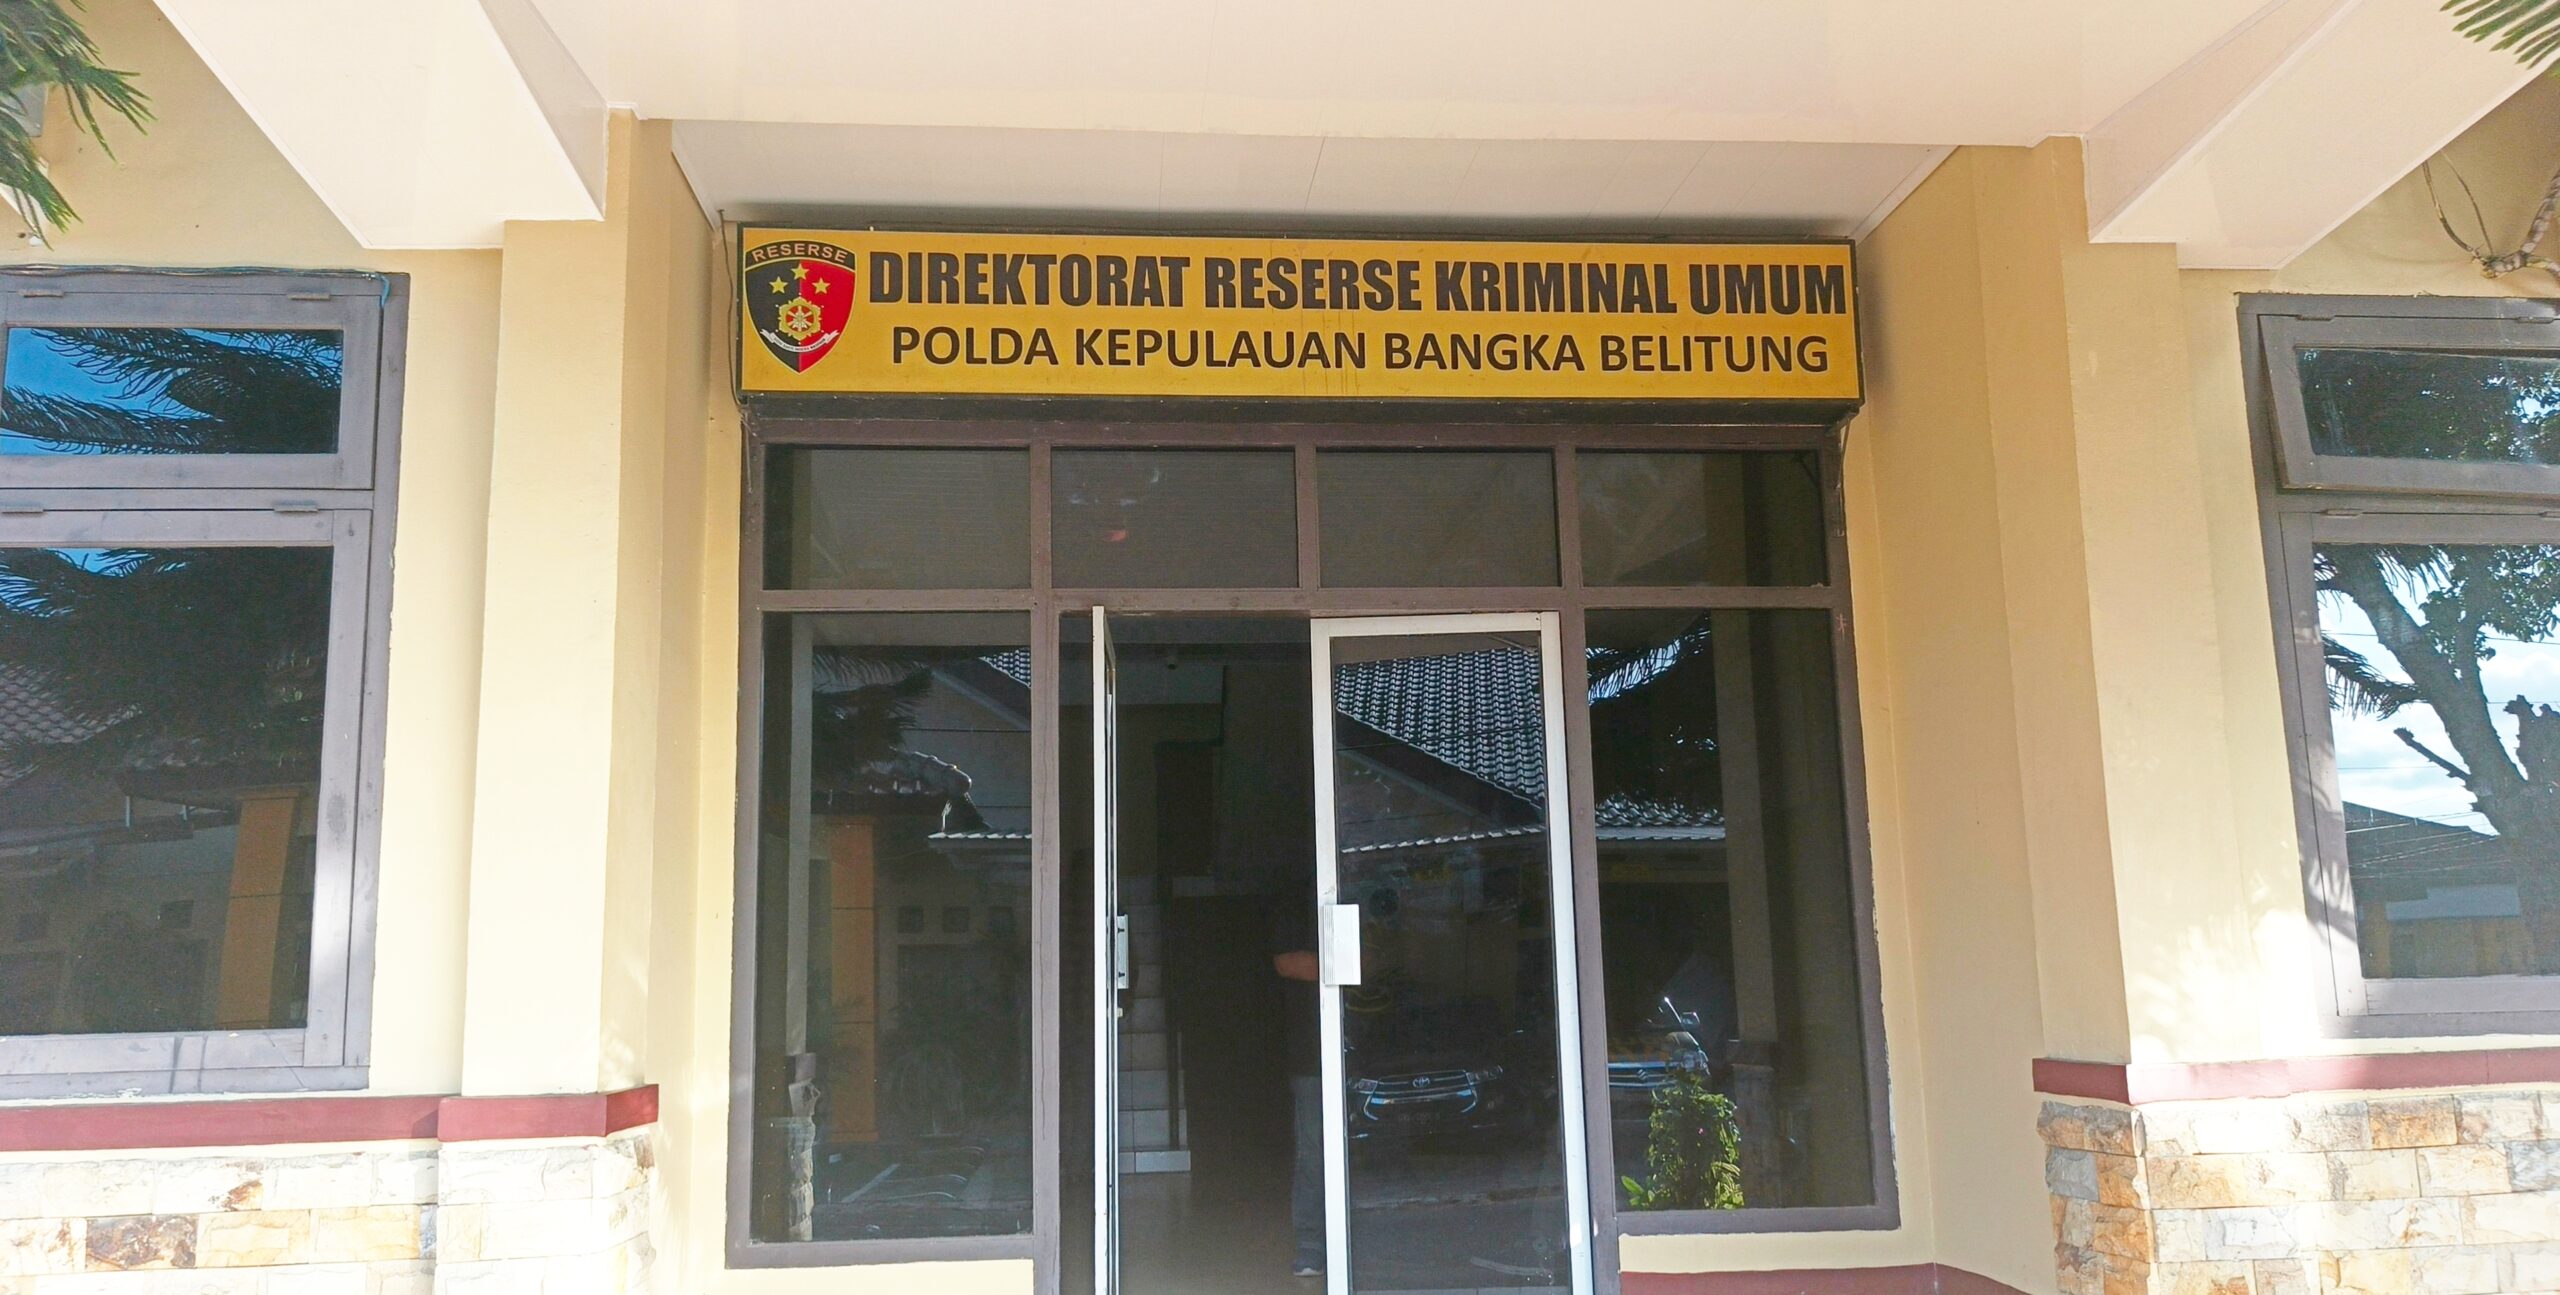 RESERSE
DIREKTORAT RESERSE KRIMINAL UMUM
POLDA KEPULAUAN BANGKA BELITUNG